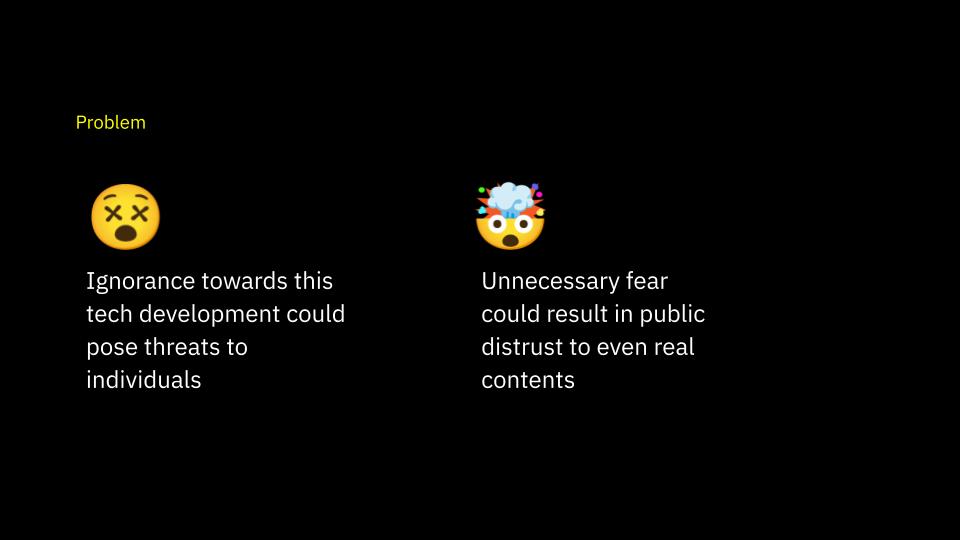 Problem
Ignorance towards this
tech development could
pose threats to
individuals
Unnecessary fear
could result in public
distrust to even real
contents